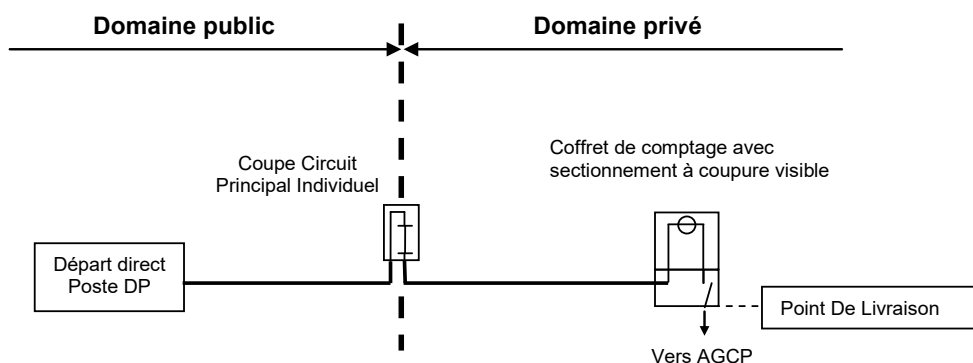 Domaine public
Domaine privé
Coupe Circuit
Principal Individuel
Coffret de comptage avec
sectionnement à coupure visible
Départ direct
Poste DP
Point De Livraison
Vers AGCP